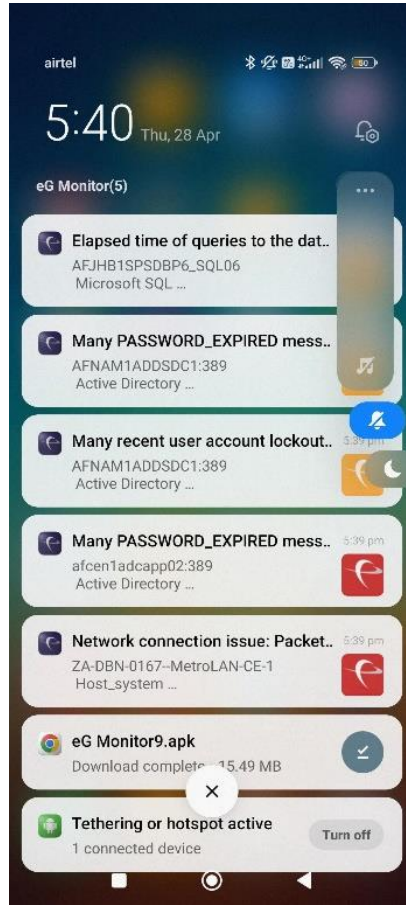 airtel
4G
60
5:40 Thu, 28 Apr
eG Monitor(5)
Elapsed time of queries to the dat..
AFJHB1SPSDBP6_SQL06
Microsoft SQL ...
Many PASSWORD_EXPIRED mess..
AFNAM1ADDSDC1:389
Active Directory ...
Many recent user account lockout..
5:39 pm
AFNAM1ADDSDC1:389
Active Directory ...
Many PASSWORD_EXPIRED mess..
5:39 pm
afcen1adcapp02:389
Active Directory ...
Network connection issue: Packet..
5:39 pm
ZA-DBN-0167--MetroLAN-CE-1
Host_system ...
eG Monitor9.apk
Download complete 15.49 MB
Tethering or hotspot active
1 connected device
Turn off